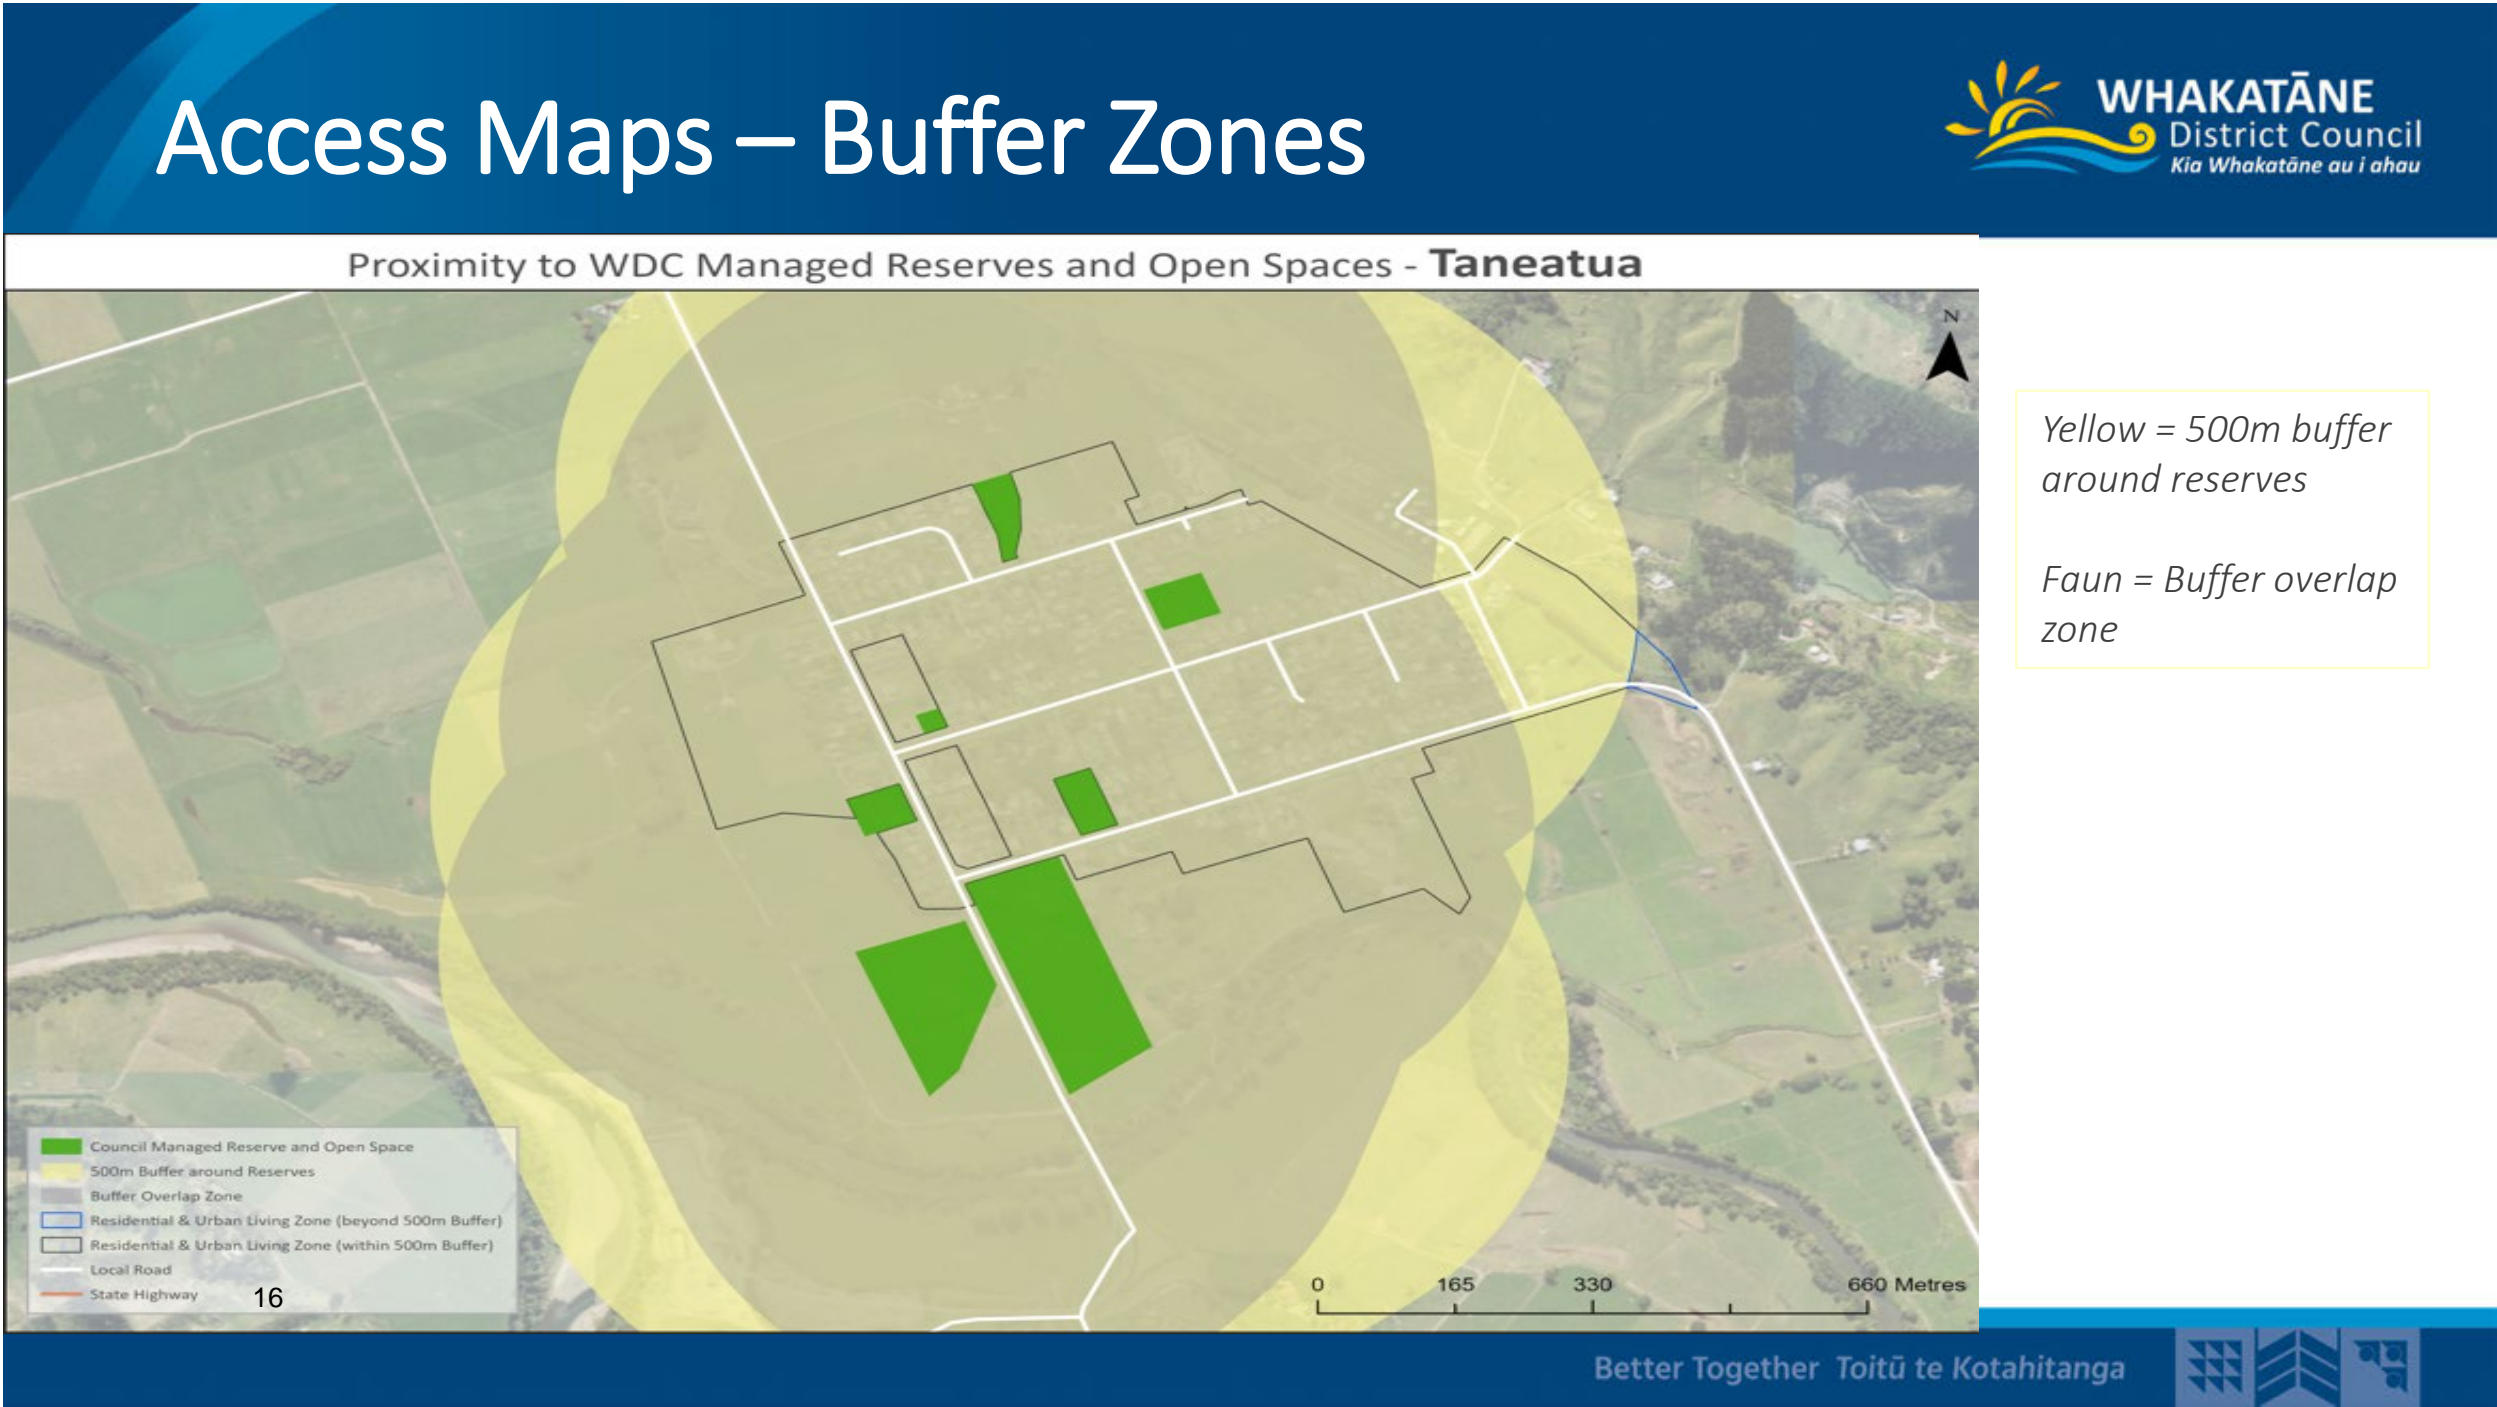 Access Maps – Buffer Zones
WHAKATĀNE
District Council
Kia Whakatāne au i ahau
Proximity to WDC Managed Reserves and Open Spaces - Taneatua
N
Yellow = 500m buffer
around reserves
Faun = Buffer overlap
zone
Council Managed Reserve and Open Space
500m Buffer around Reserves
Buffer Overlap Zone
Residential & Urban Living Zone (beyond 500m Buffer)
Residential & Urban Living Zone (within 500m Buffer)
Local Road
State Highway
16
0 165 330 660 Metres
Better Together Toitū te Kotahitanga